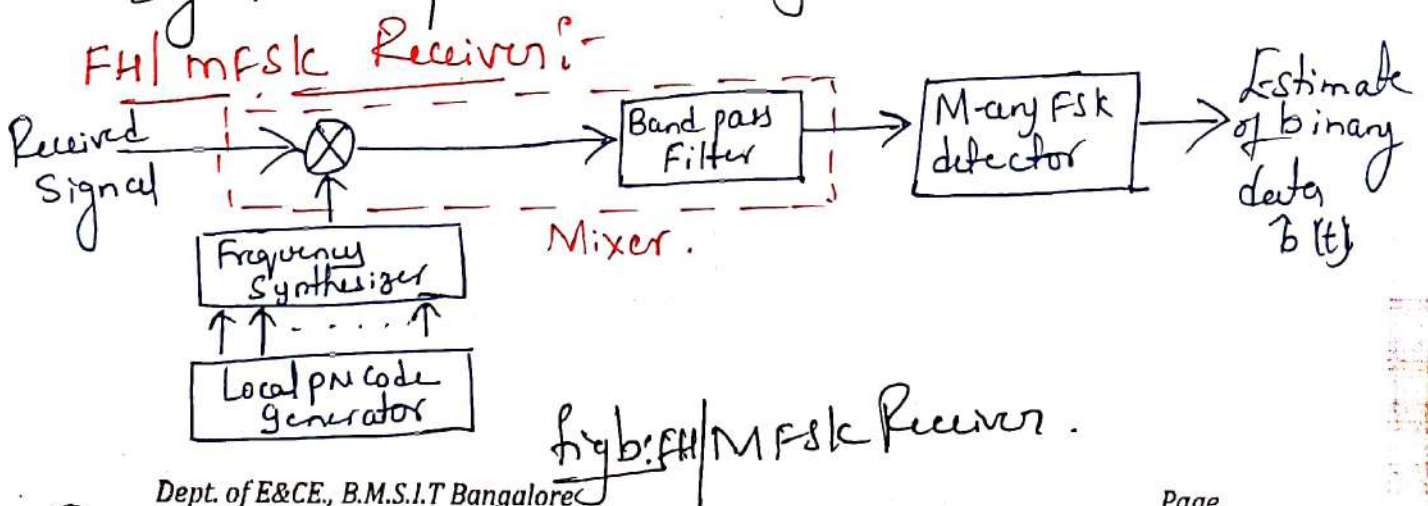 FH/MFSK Receiver:-
Received
Signal
Band pass
Filter
M-ary FSK
detector
Estimate
of binary
data
b̂(t)
Mixer.
Frequency
Synthesizer
Local PN Code
generator
fig b: FH/MFSK Receiver.
Dept. of E&CE., B.M.S.I.T Bangalore
Page